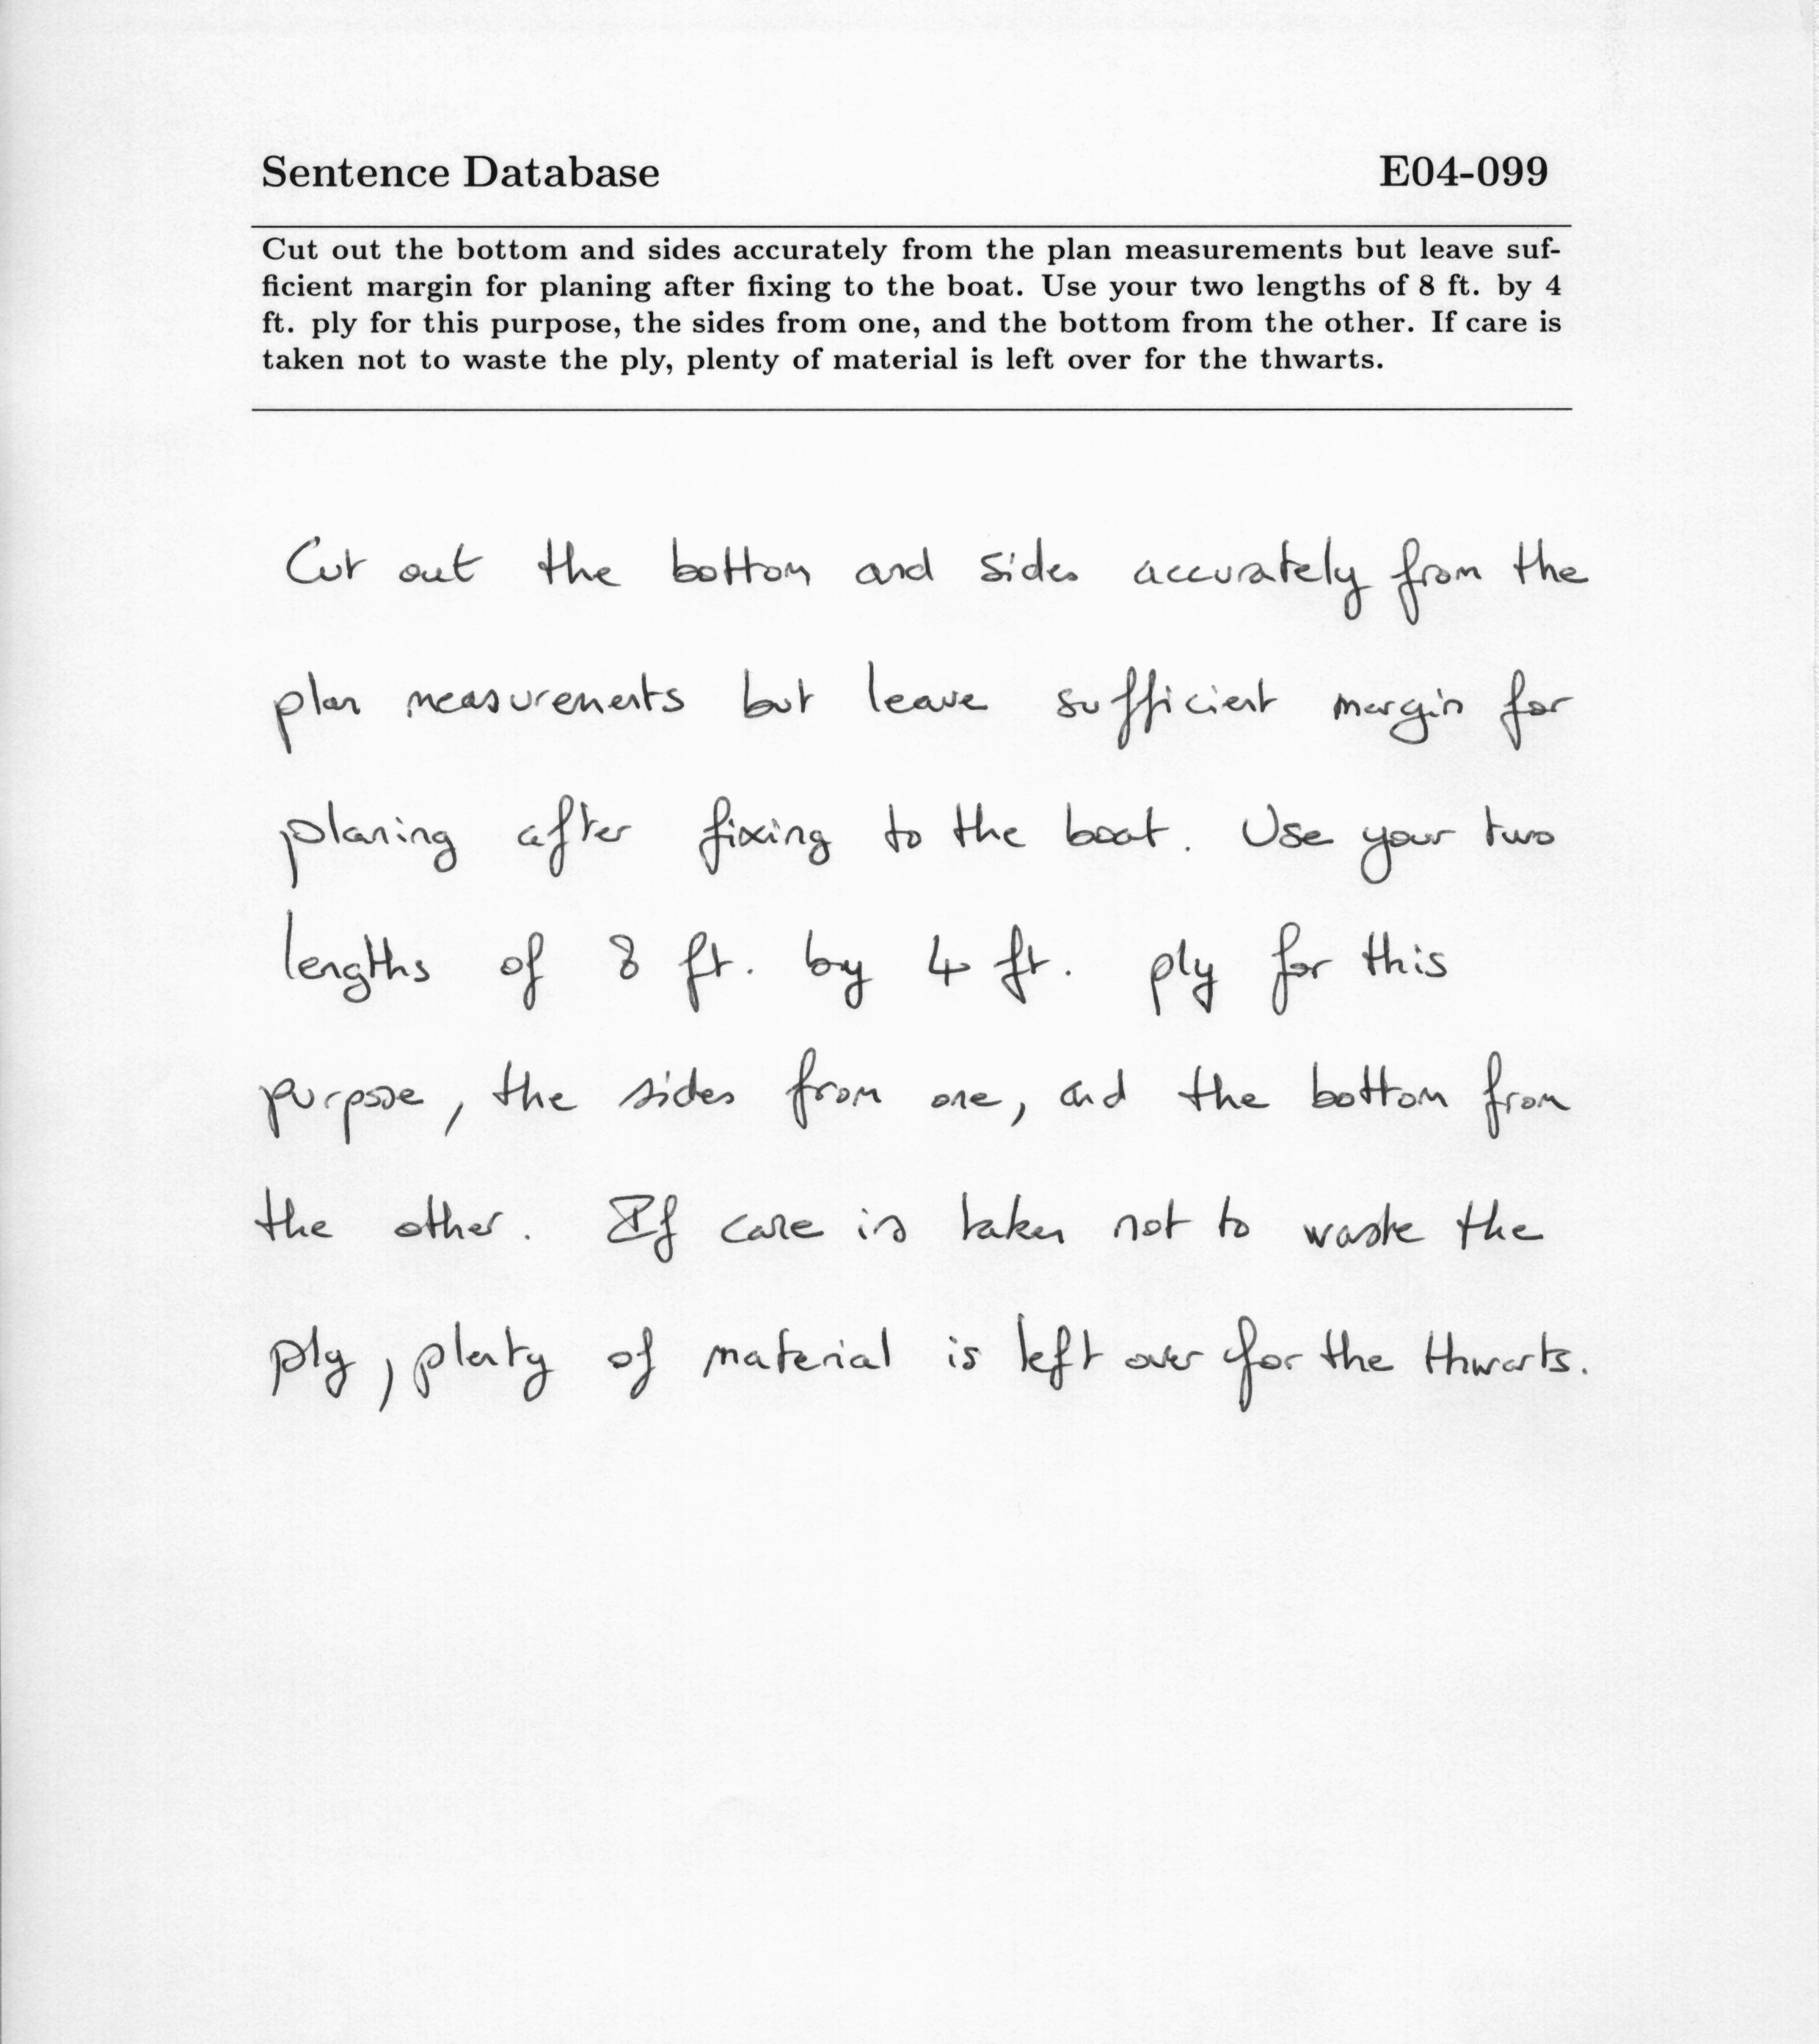 Sentence Database E04-099
Cut out the bottom and sides accurately from the plan measurements but leave suf-
ficient margin for planing after fixing to the boat. Use your two lengths of 8 ft. by 4
ft. ply for this purpose, the sides from one, and the bottom from the other. If care is
taken not to waste the ply, plenty of material is left over for the thwarts.
Cut out the bottom and sides accurately from the
plan measurements but leave sufficient margin for
planing after fixing to the boat. Use your two
lengths of 8 ft. by 4 ft. ply for this
purpose, the sides from one, and the bottom from
the other. If care is taken not to waste the
ply, plenty of material is left over for the thwarts.